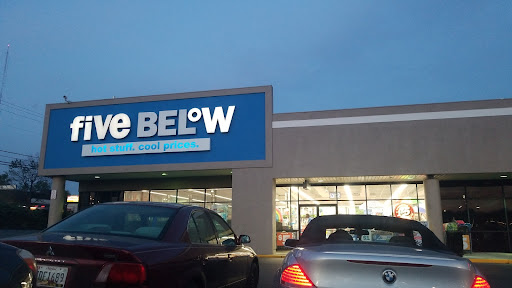 five BELOW
hot stuff. cool prices.